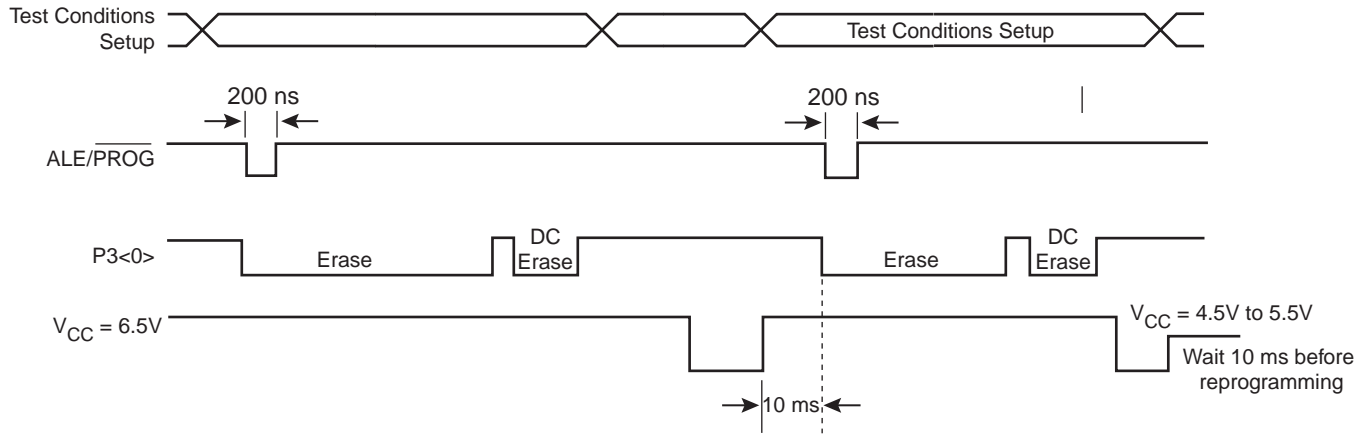 Test Conditions
Setup
Test Conditions Setup
200 ns
200 ns
ALE/PROG
P3<0>
Erase
DC
Erase
Erase
DC
Erase
VCC = 6.5V
VCC = 4.5V to 5.5V
Wait 10 ms before
reprogramming
10 ms